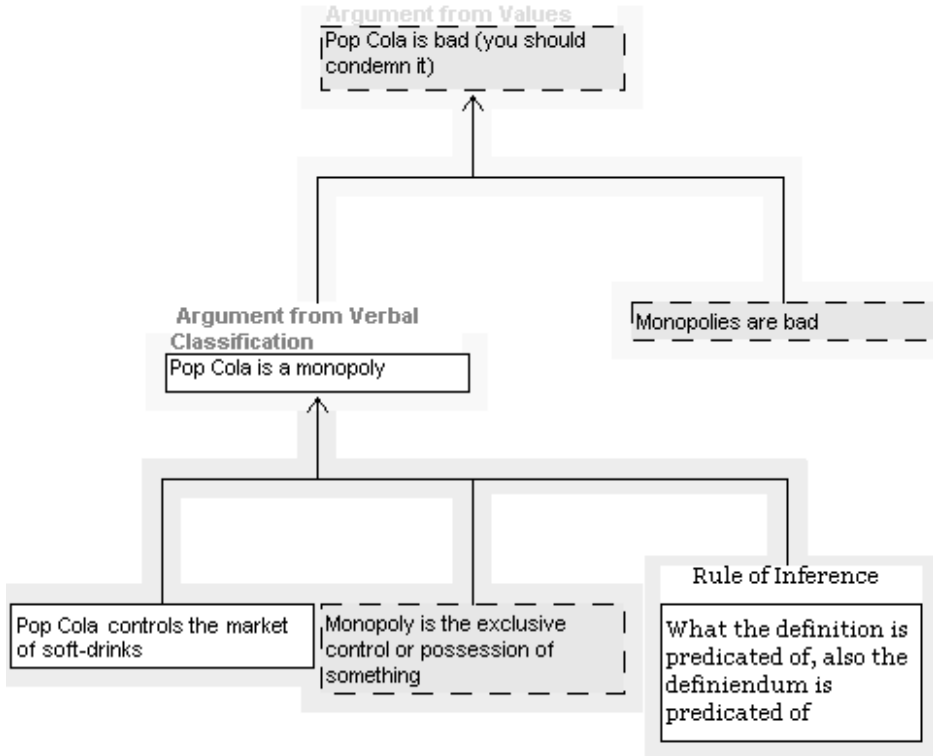 Argument from Values
Pop Cola is bad (you should
condemn it)
Argument from Verbal
Classification
Pop Cola is a monopoly
Monopolies are bad
Pop Cola controls the market
of soft-drinks
Monopoly is the exclusive
control or possession of
something
Rule of Inference
What the definition is
predicated of, also the
definiendum is
predicated of